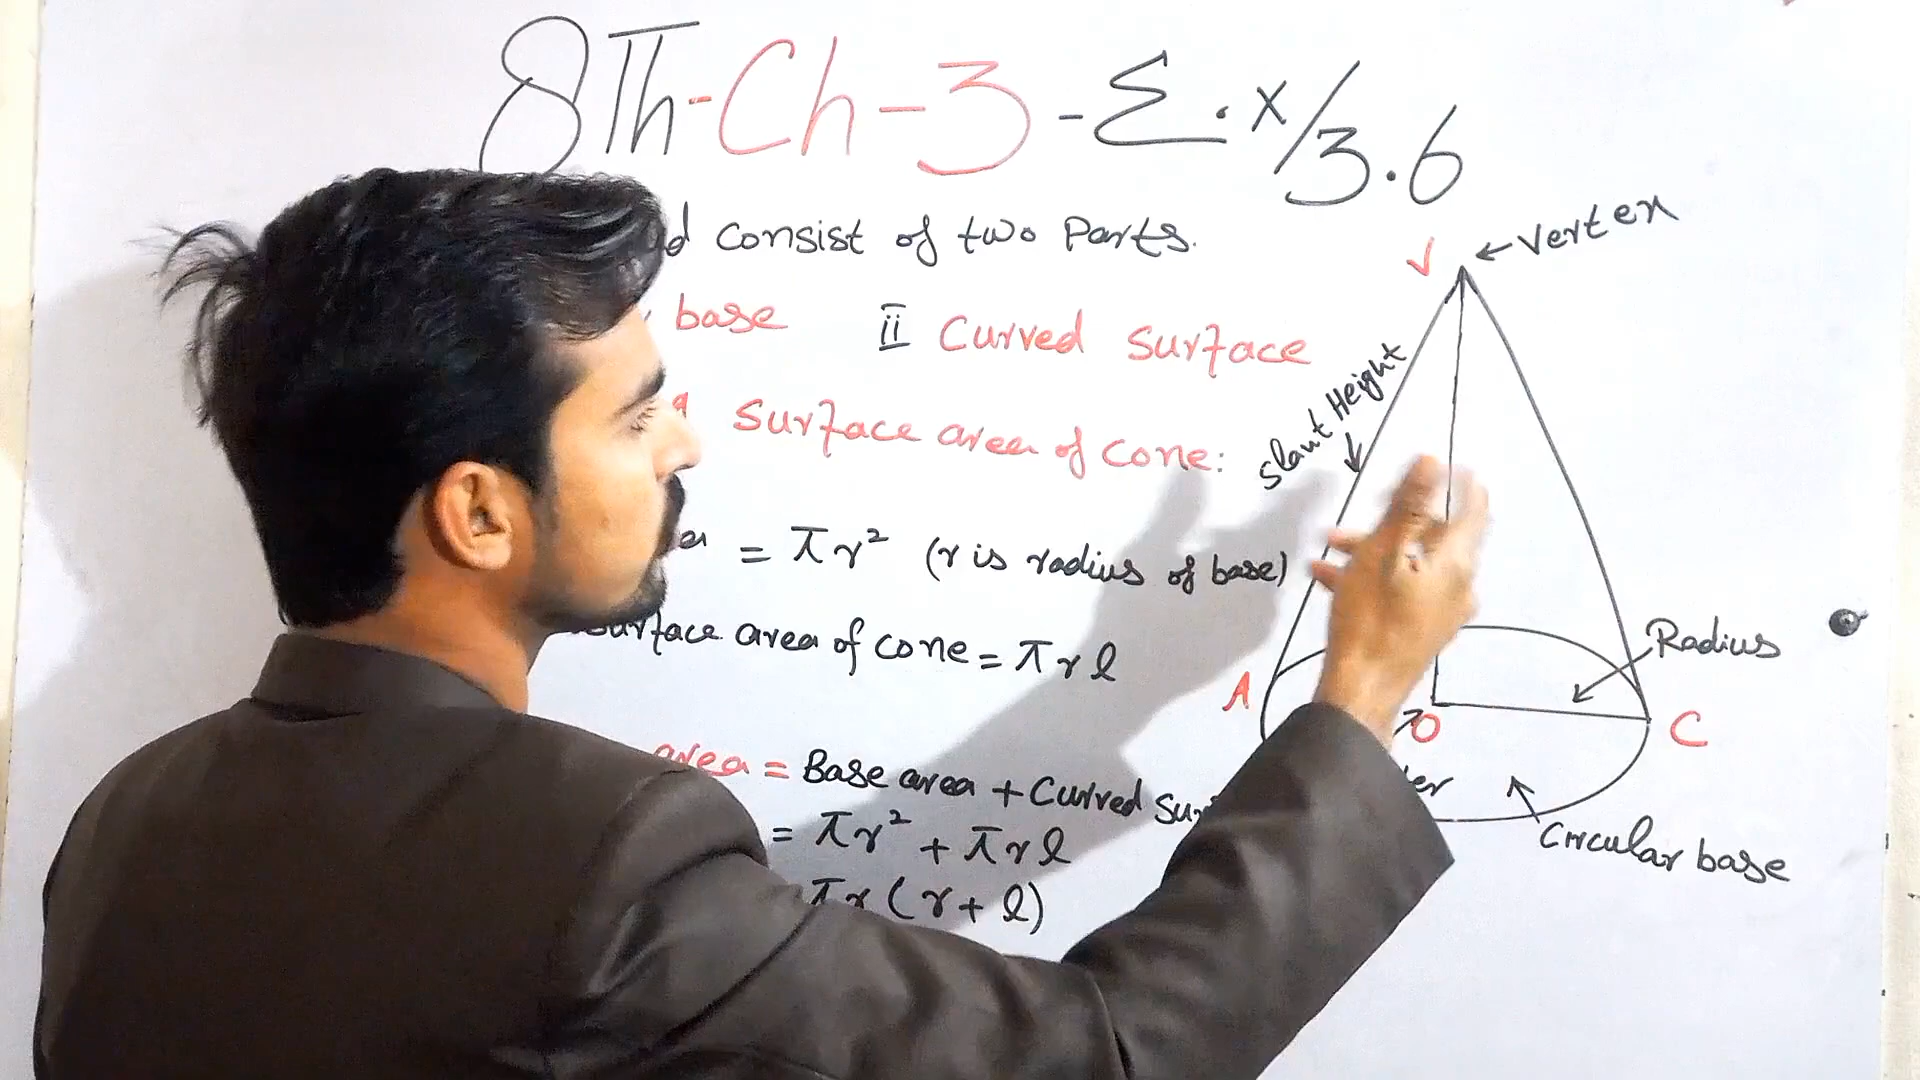 8Th-Ch-3-Ex/3.6
consist of two Parts.
base ii Curved Surface
Surface area of Cone:
= πr² (r is radius of base)
surface area of cone = πrl
area = Base area + Curved
= πr² + πrl
πr(r+l)
V ← Vertex
Slant Height
Radius
A O C
Circular base